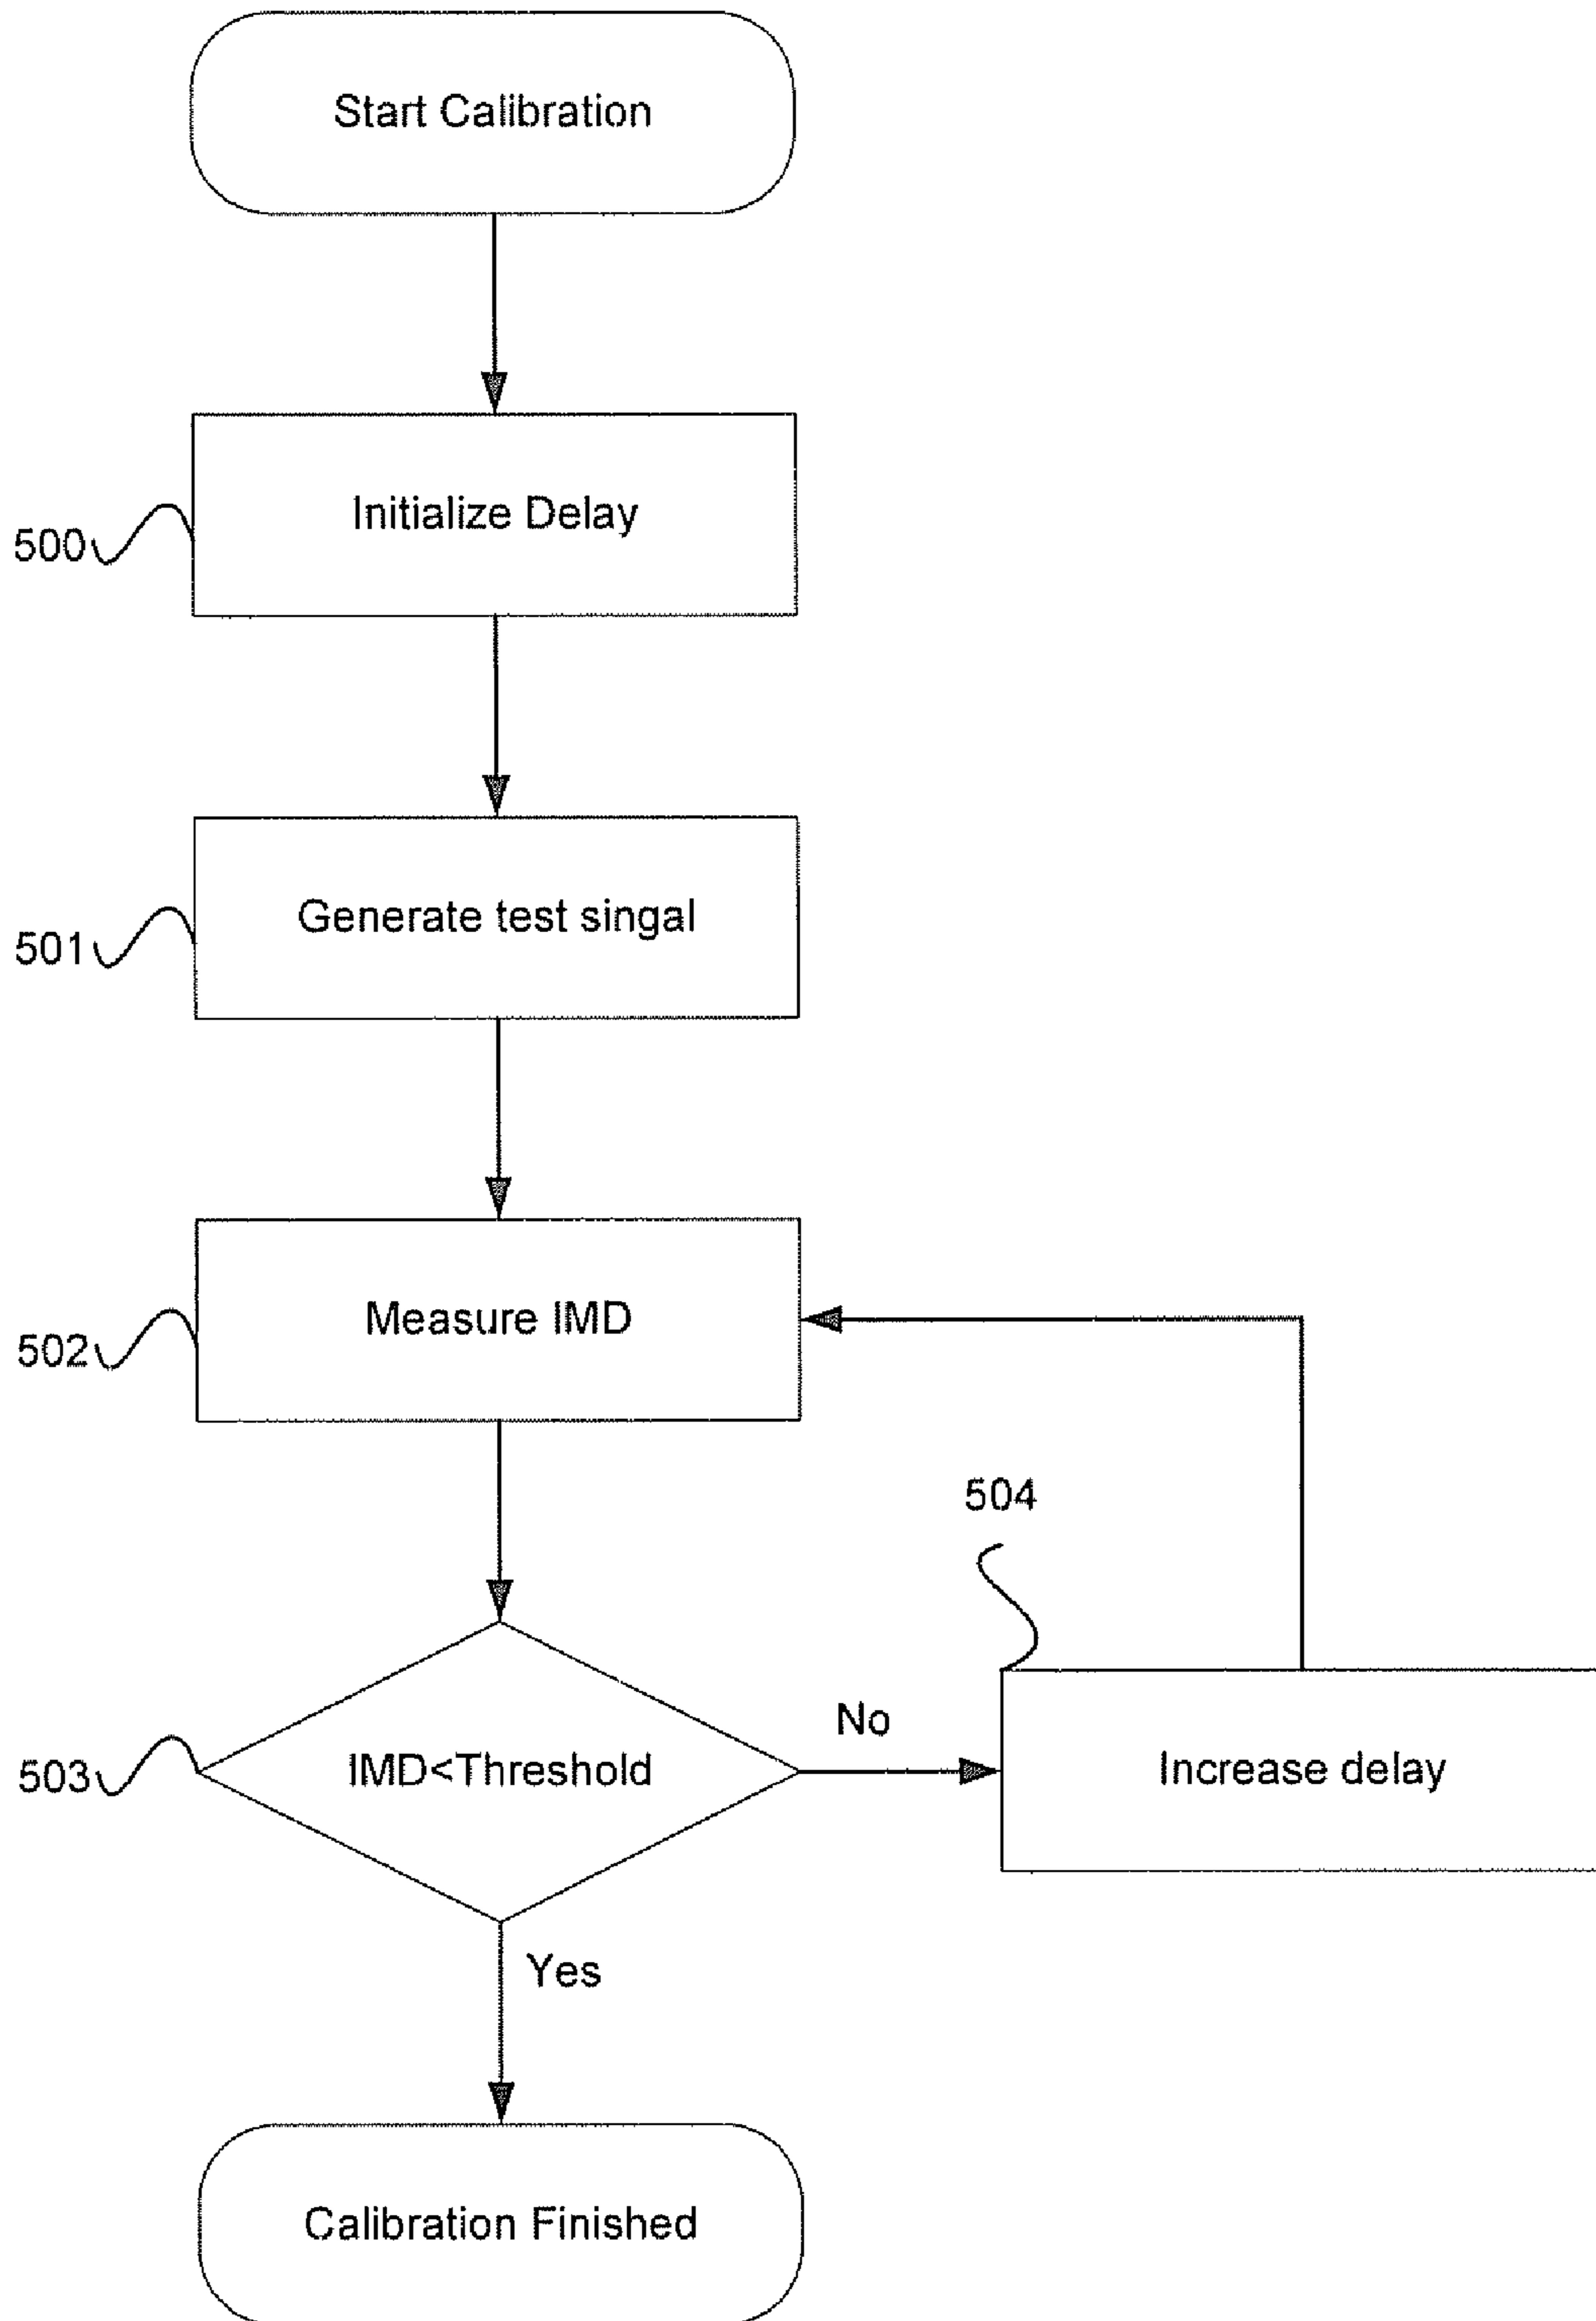 Start Calibration
500
Initialize Delay
501
Generate test singal
502
Measure IMD
504
503
IMD<Threshold
No
Increase delay
Yes
Calibration Finished